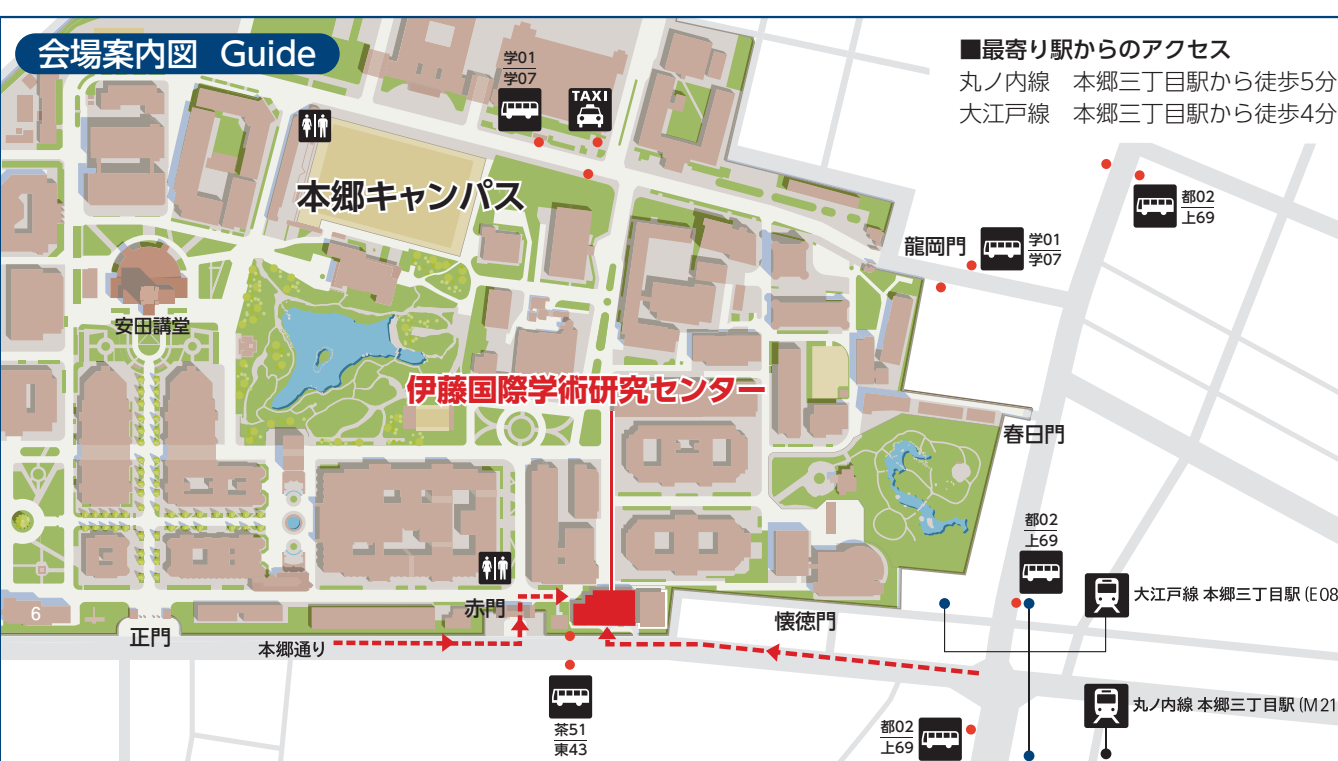 会場案内図 Guide
■最寄り駅からのアクセス
丸ノ内線 本郷三丁目駅から徒歩5分
大江戸線 本郷三丁目駅から徒歩4分
学01
学07
TAXI
本郷キャンパス
都02
上69
龍岡門
学01
学07
安田講堂
伊藤国際学術研究センター
春日門
都02
上69
大江戸線 本郷三丁目駅 (E08
6
正門
赤門
懐徳門
本郷通り
丸ノ内線 本郷三丁目駅 (M21
茶51
東43
都02
上69